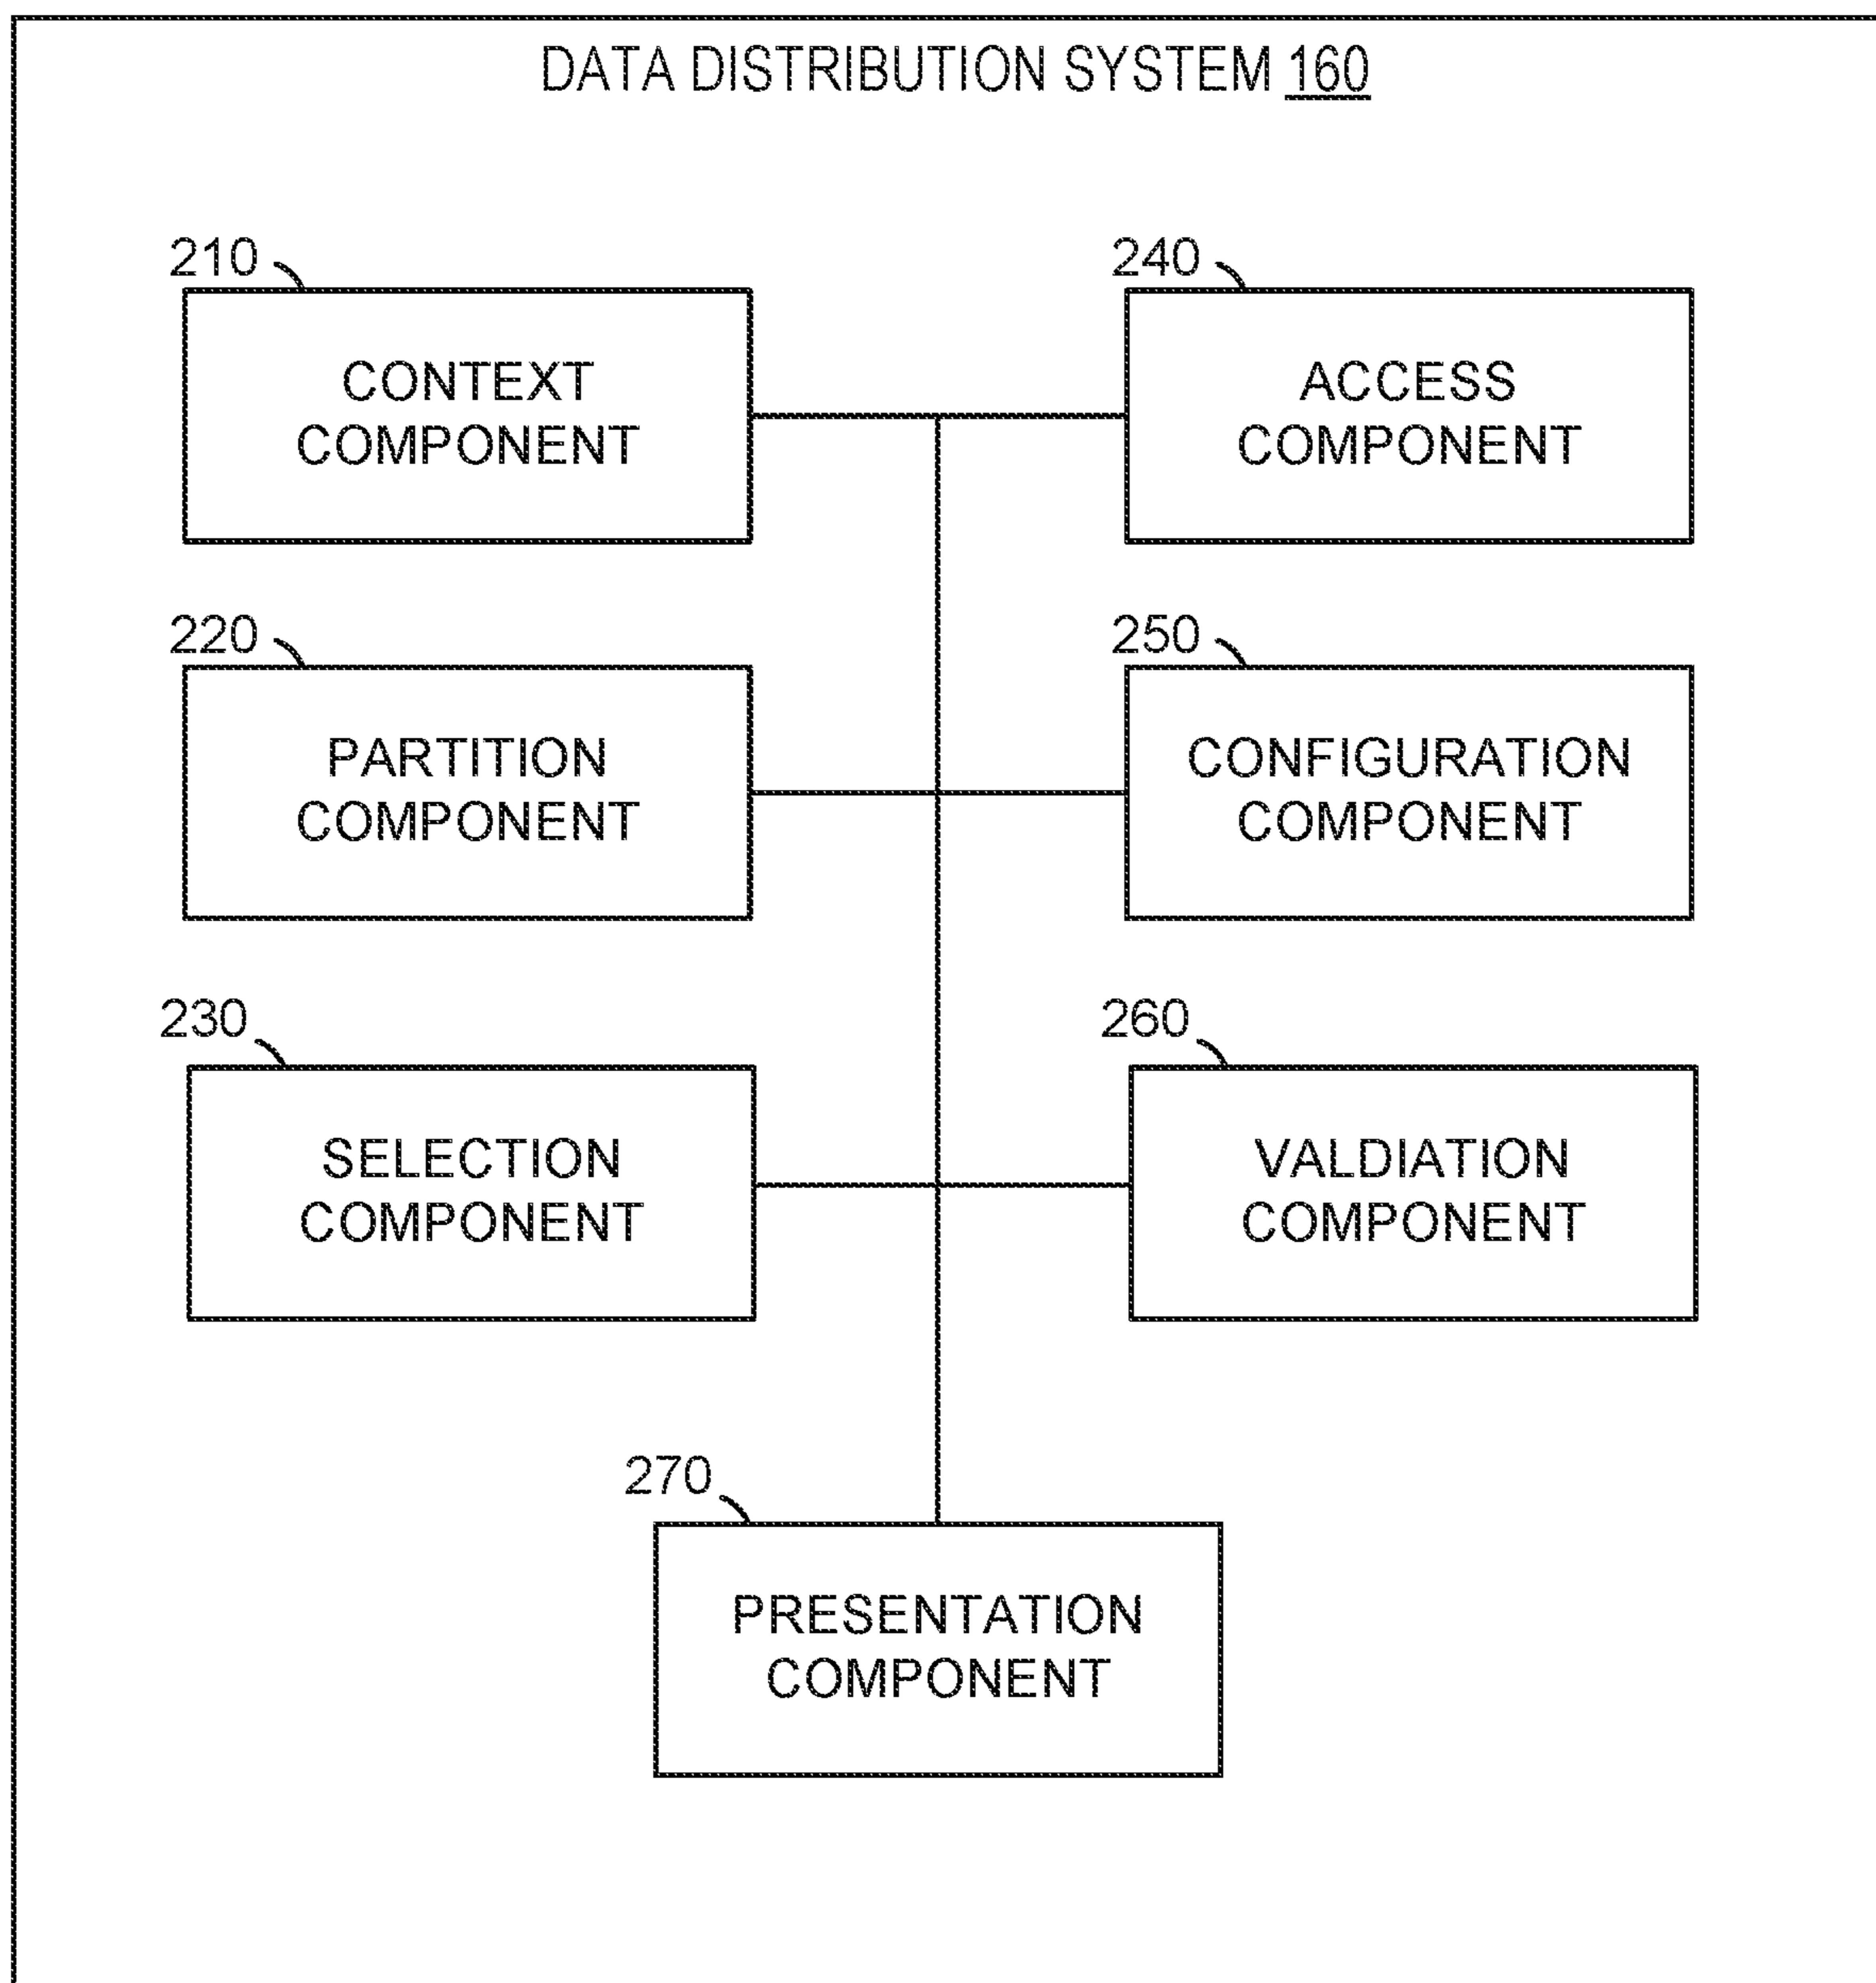 DATA DISTRIBUTION SYSTEM 160
210
CONTEXT
COMPONENT
240
ACCESS
COMPONENT
220
PARTITION
COMPONENT
250
CONFIGURATION
COMPONENT
230
SELECTION
COMPONENT
260
VALDIATION
COMPONENT
270
PRESENTATION
COMPONENT